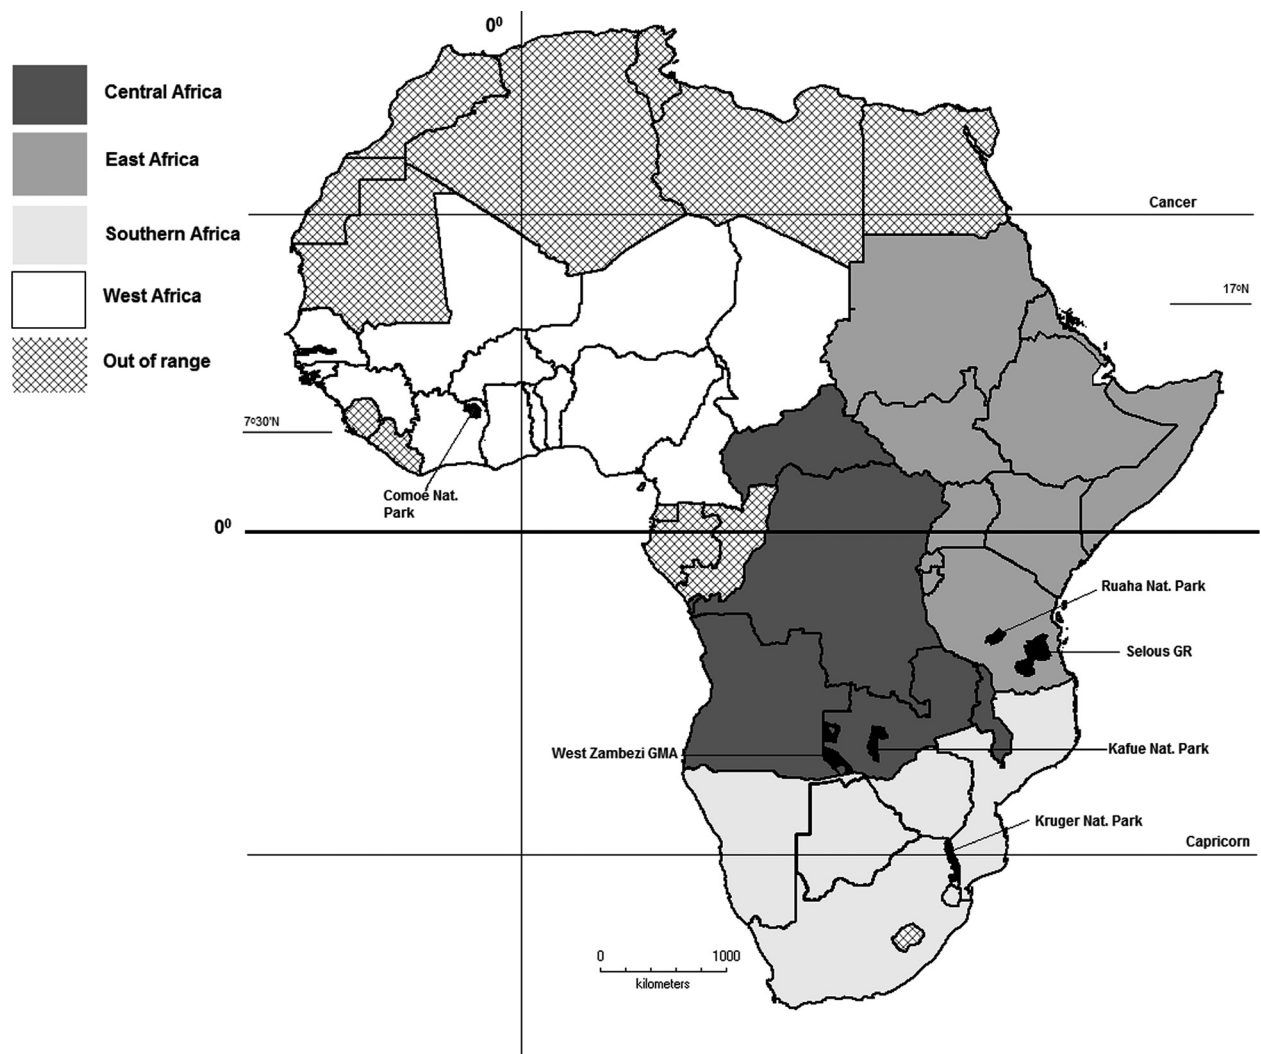 0⁰
Central Africa
East Africa
Southern Africa
West Africa
Out of range
Cancer
17ᴼN
7ᴼ30'N
Comoé Nat.
Park
0⁰
Ruaha Nat. Park
Selous GR
West Zambezi GMA
Kafue Nat. Park
Kruger Nat. Park
Capricorn
0 1000
kilometers